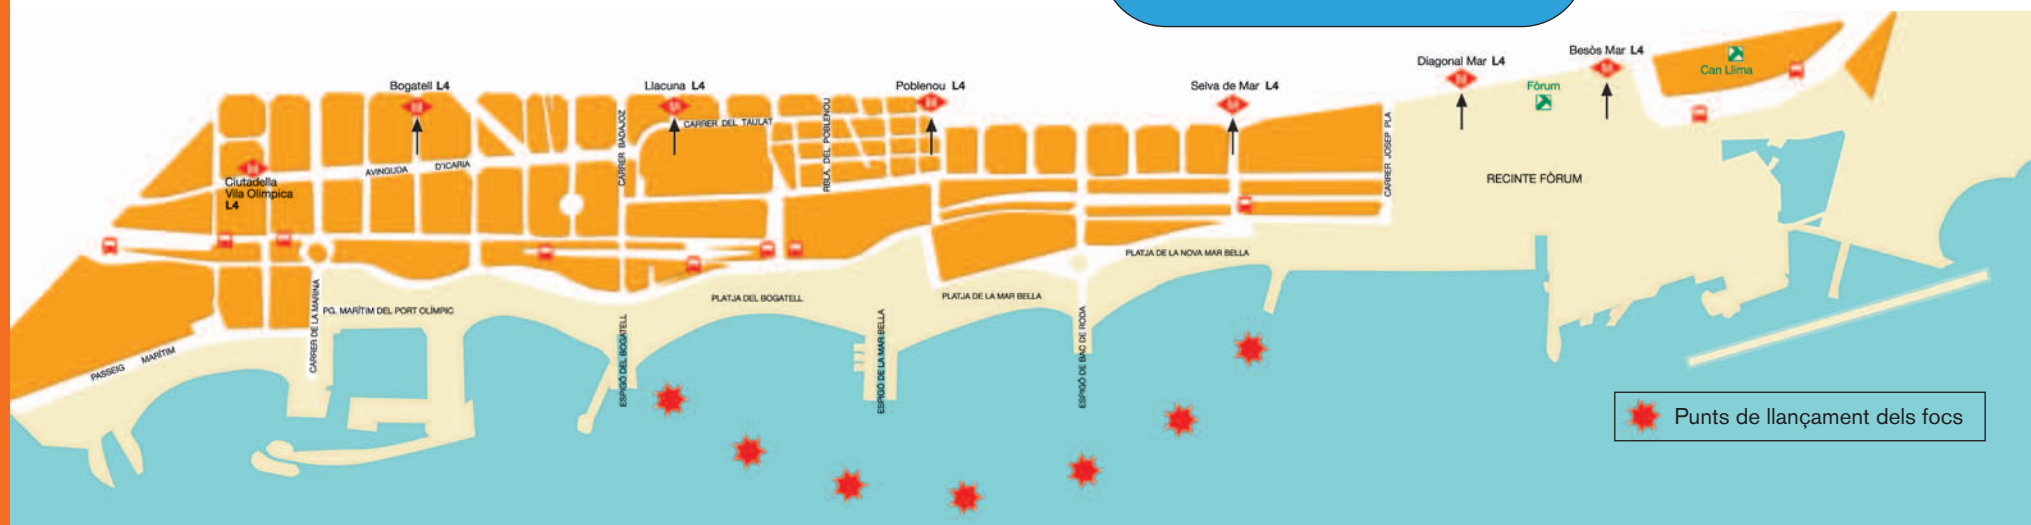 Bogatell L4
Llacuna L4
Poblenou L4
Selva de Mar L4
Diagonal Mar L4
Besòs Mar L4
Can Llima
Fòrum
CARRER DEL TAULAT
CARRER BADAJOZ
RBLA. DEL POBLENOU
CARRER JOSEP PLA
AVINGUDA D'ICARIA
Ciutadella
Vila Olimpica
L4
RECINTE FÒRUM
PLATJA DE LA NOVA MAR BELLA
PLATJA DEL BOGATELL
PLATJA DE LA MAR BELLA
PG. MARÍTIM DEL PORT OLÍMPIC
CARRER DE LA MARINA
PASSEIG MARÍTIM
ESPIGÓ DEL BOGATELL
ESPIGÓ DE LA MAR BELLA
ESPIGÓ DE BAC DE RODA
Punts de llançament dels focs